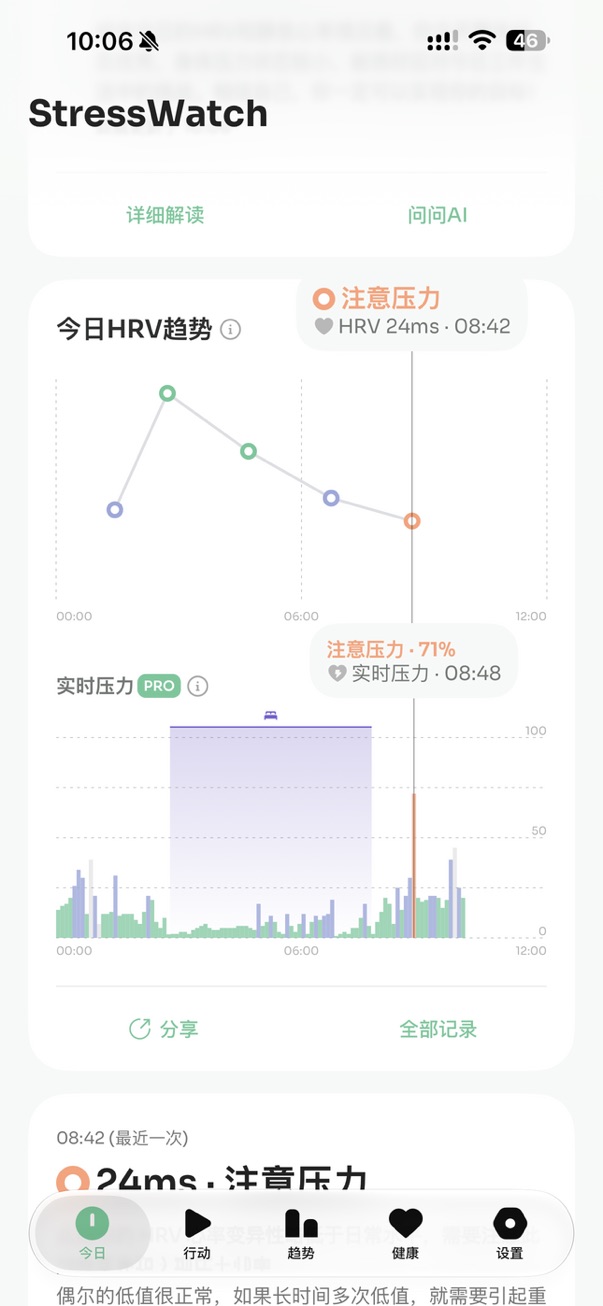 10:06
46
StressWatch
详细解读
问问AI
注意压力
HRV 24ms · 08:42
今日HRV趋势
00:00
06:00
12:00
注意压力 · 71%
实时压力 · 08:48
实时压力 PRO
100
50
0
00:00
06:00
12:00
分享
全部记录
08:42 (最近一次)
24ms · 注意压力
今日
行动
趋势
健康
设置
偶尔的低值很正常，如果长时间多次低值，就需要引起重